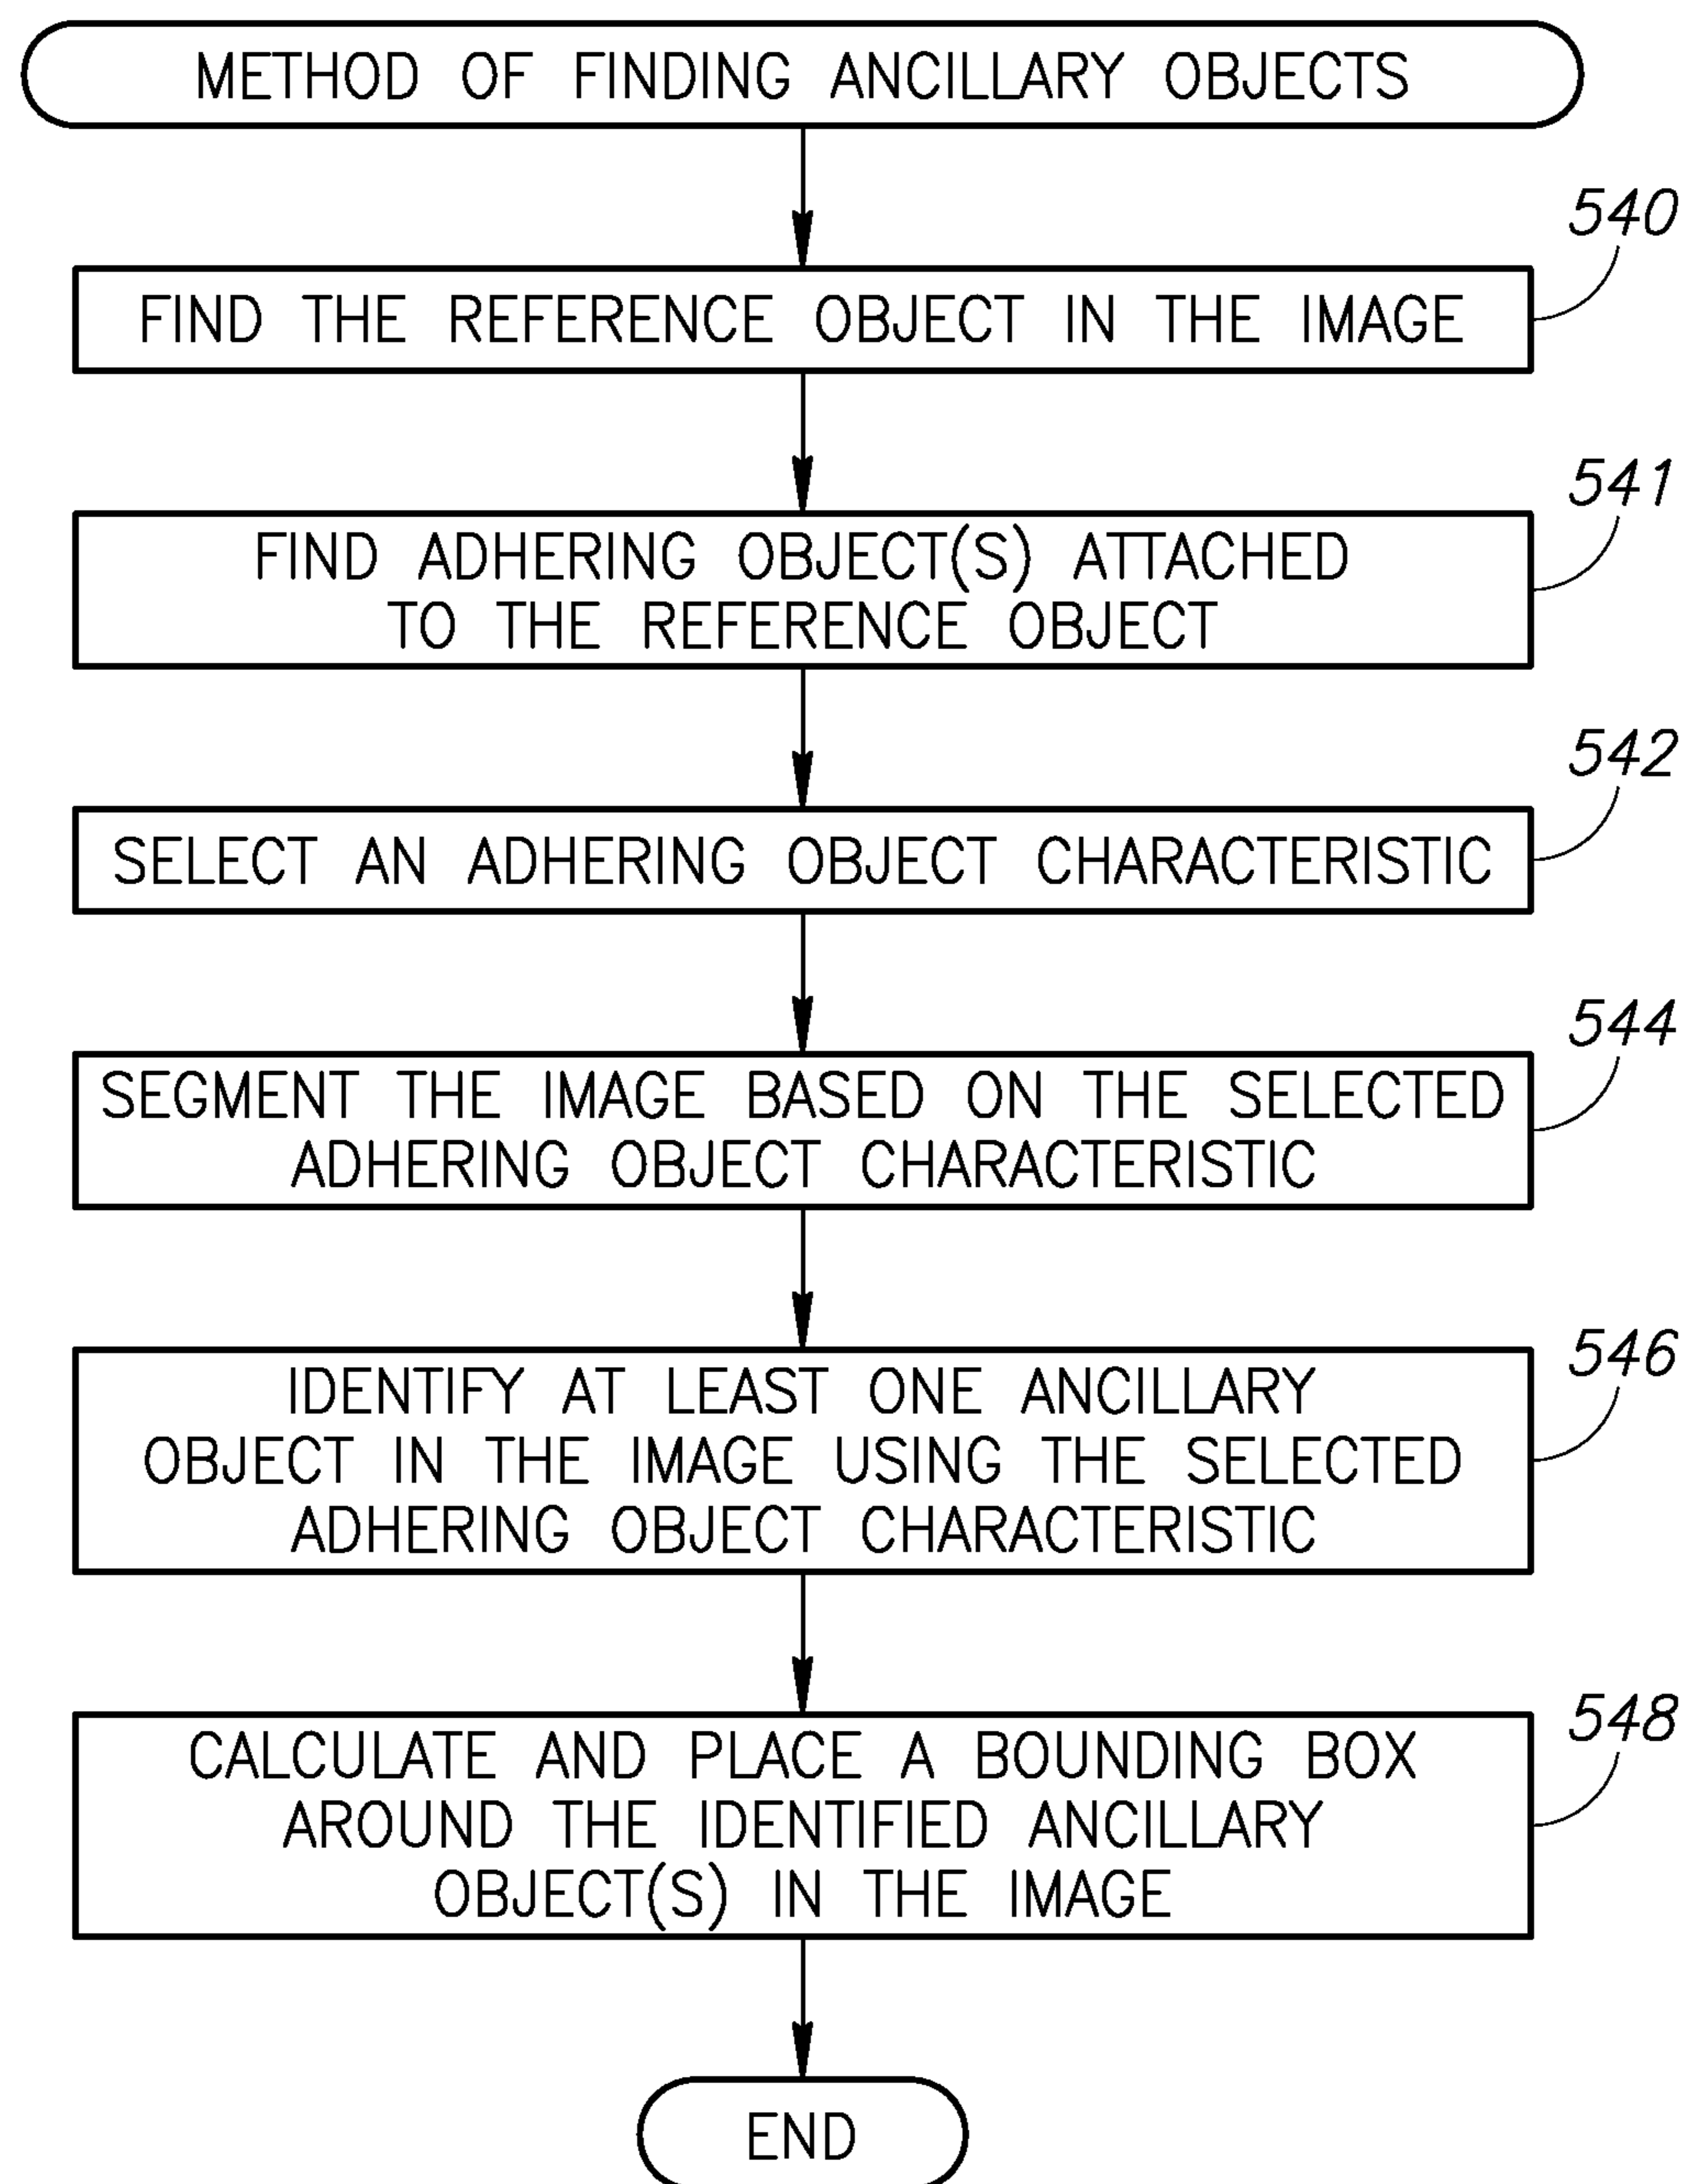 METHOD OF FINDING ANCILLARY OBJECTS
540
FIND THE REFERENCE OBJECT IN THE IMAGE
541
FIND ADHERING OBJECT(S) ATTACHED
TO THE REFERENCE OBJECT
542
SELECT AN ADHERING OBJECT CHARACTERISTIC
544
SEGMENT THE IMAGE BASED ON THE SELECTED
ADHERING OBJECT CHARACTERISTIC
546
IDENTIFY AT LEAST ONE ANCILLARY
OBJECT IN THE IMAGE USING THE SELECTED
ADHERING OBJECT CHARACTERISTIC
548
CALCULATE AND PLACE A BOUNDING BOX
AROUND THE IDENTIFIED ANCILLARY
OBJECT(S) IN THE IMAGE
END